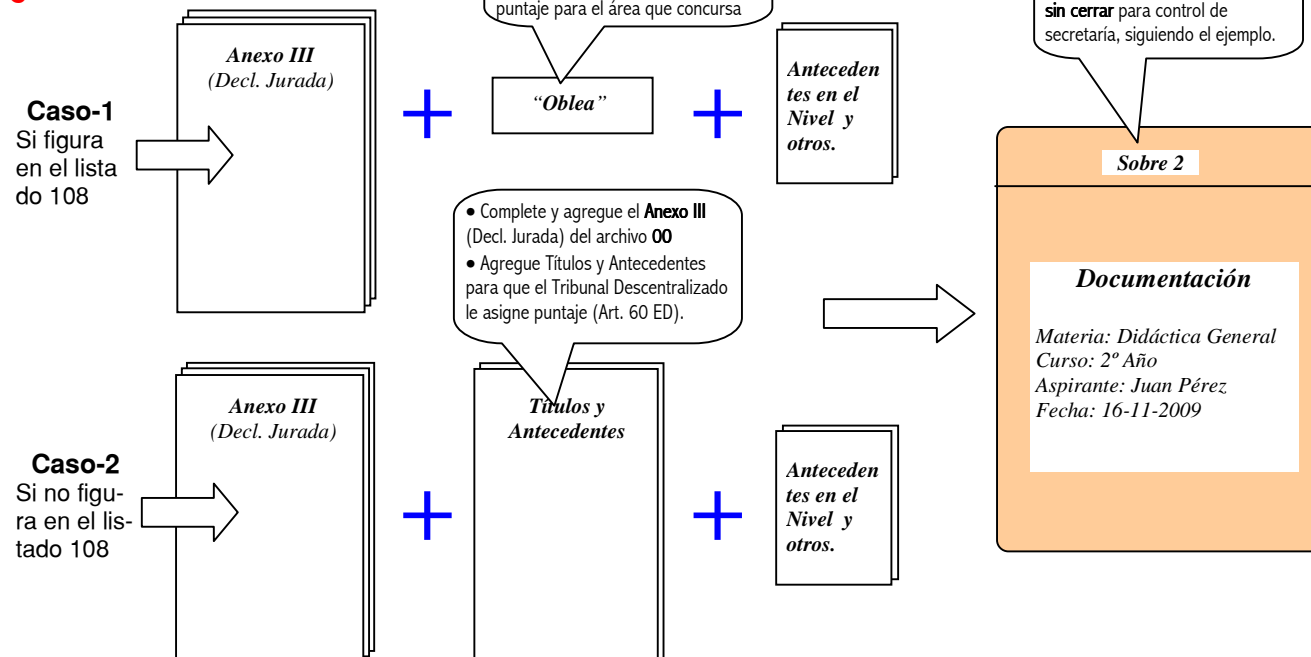 puntaje para el área que concursa
sin cerrar para control de
secretaría, siguiendo el ejemplo.
Caso-1
Si figura
en el lista
do 108
Anexo III
(Decl. Jurada)
“Oblea”
Anteceden
tes en el
Nivel y
otros.
Sobre 2
• Complete y agregue el Anexo III
(Decl. Jurada) del archivo 00
• Agregue Títulos y Antecedentes
para que el Tribunal Descentralizado
le asigne puntaje (Art. 60 ED).
Documentación
Materia: Didáctica General
Curso: 2º Año
Aspirante: Juan Pérez
Fecha: 16-11-2009
Caso-2
Si no figu-
ra en el lis-
tado 108
Anexo III
(Decl. Jurada)
Títulos y
Antecedentes
Anteceden
tes en el
Nivel y
otros.